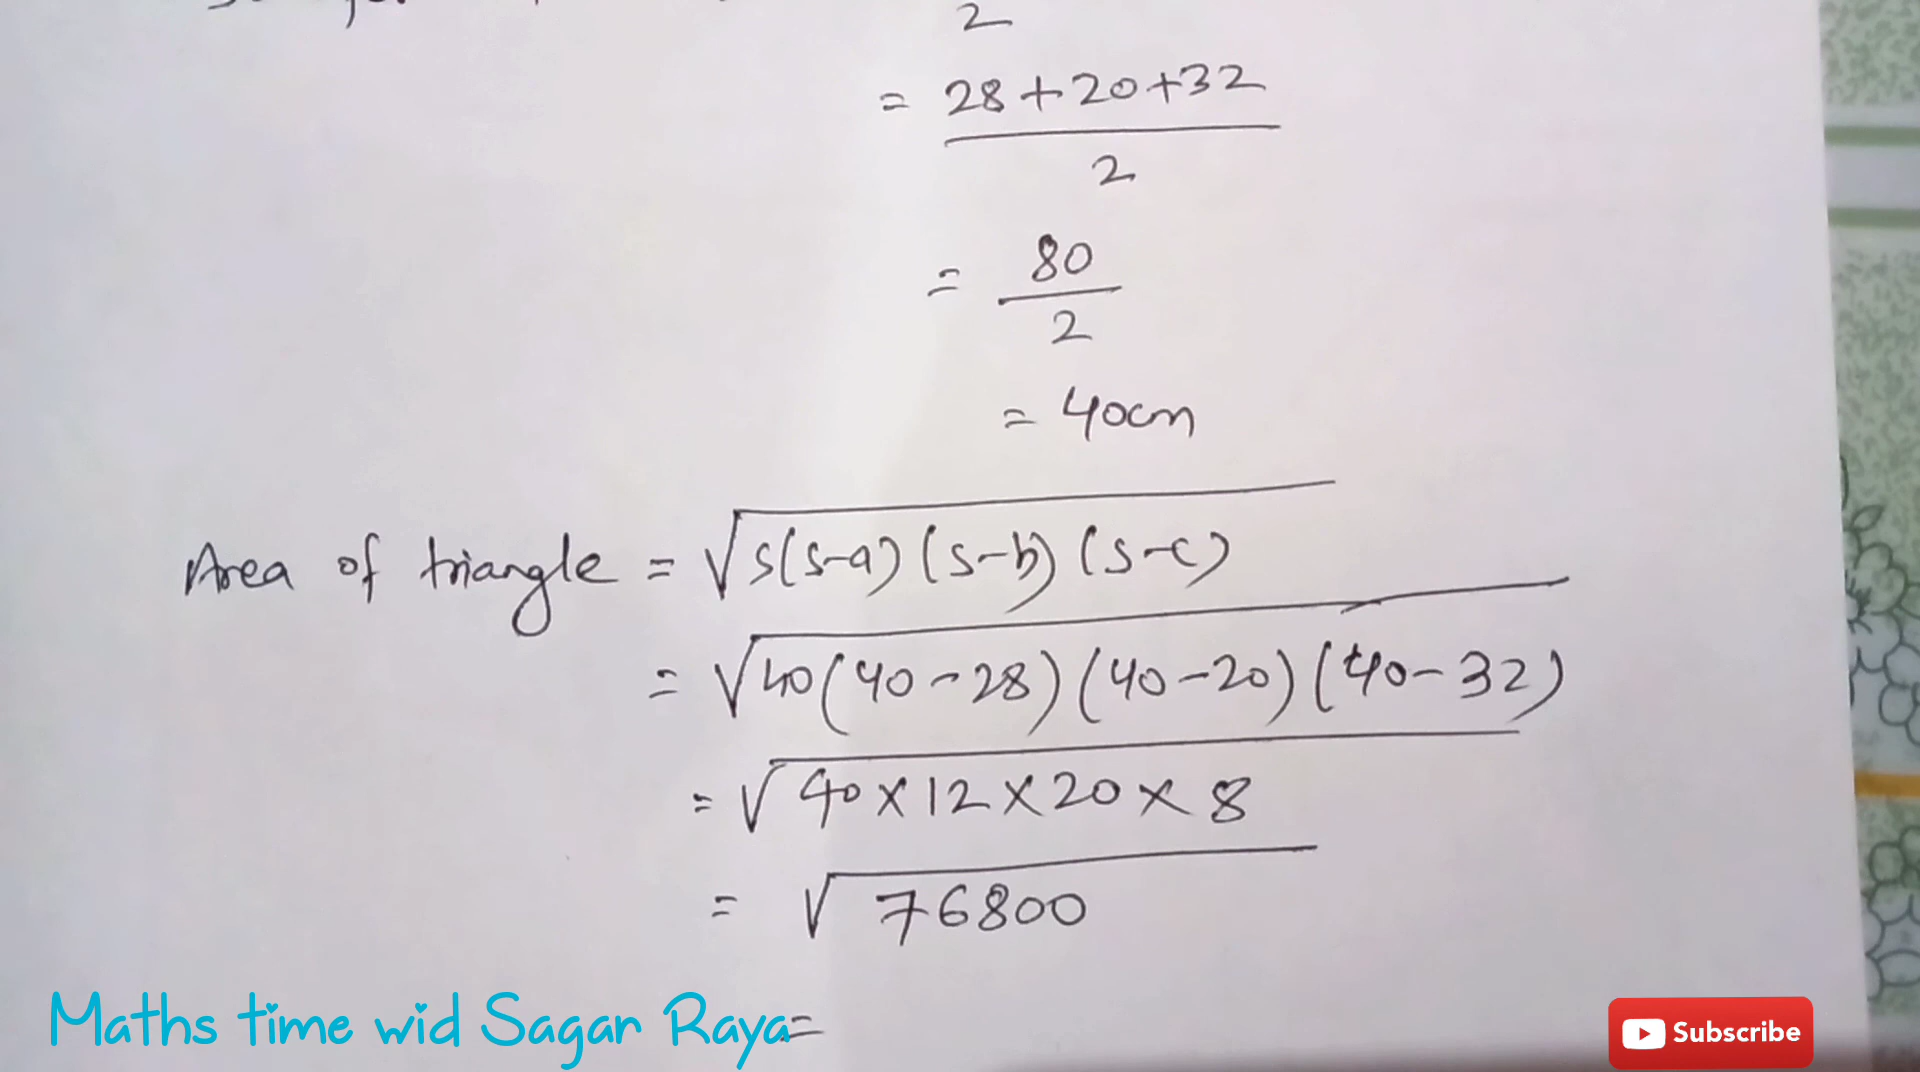 2
= 28+20+32
2
= 80
2
= 40cm
Area of triangle = √s(s-a)(s-b)(s-c)
= √40(40-28)(40-20)(40-32)
= √40×12×20×8
= √76800
=
Maths time wid Sagar Raya
Subscribe